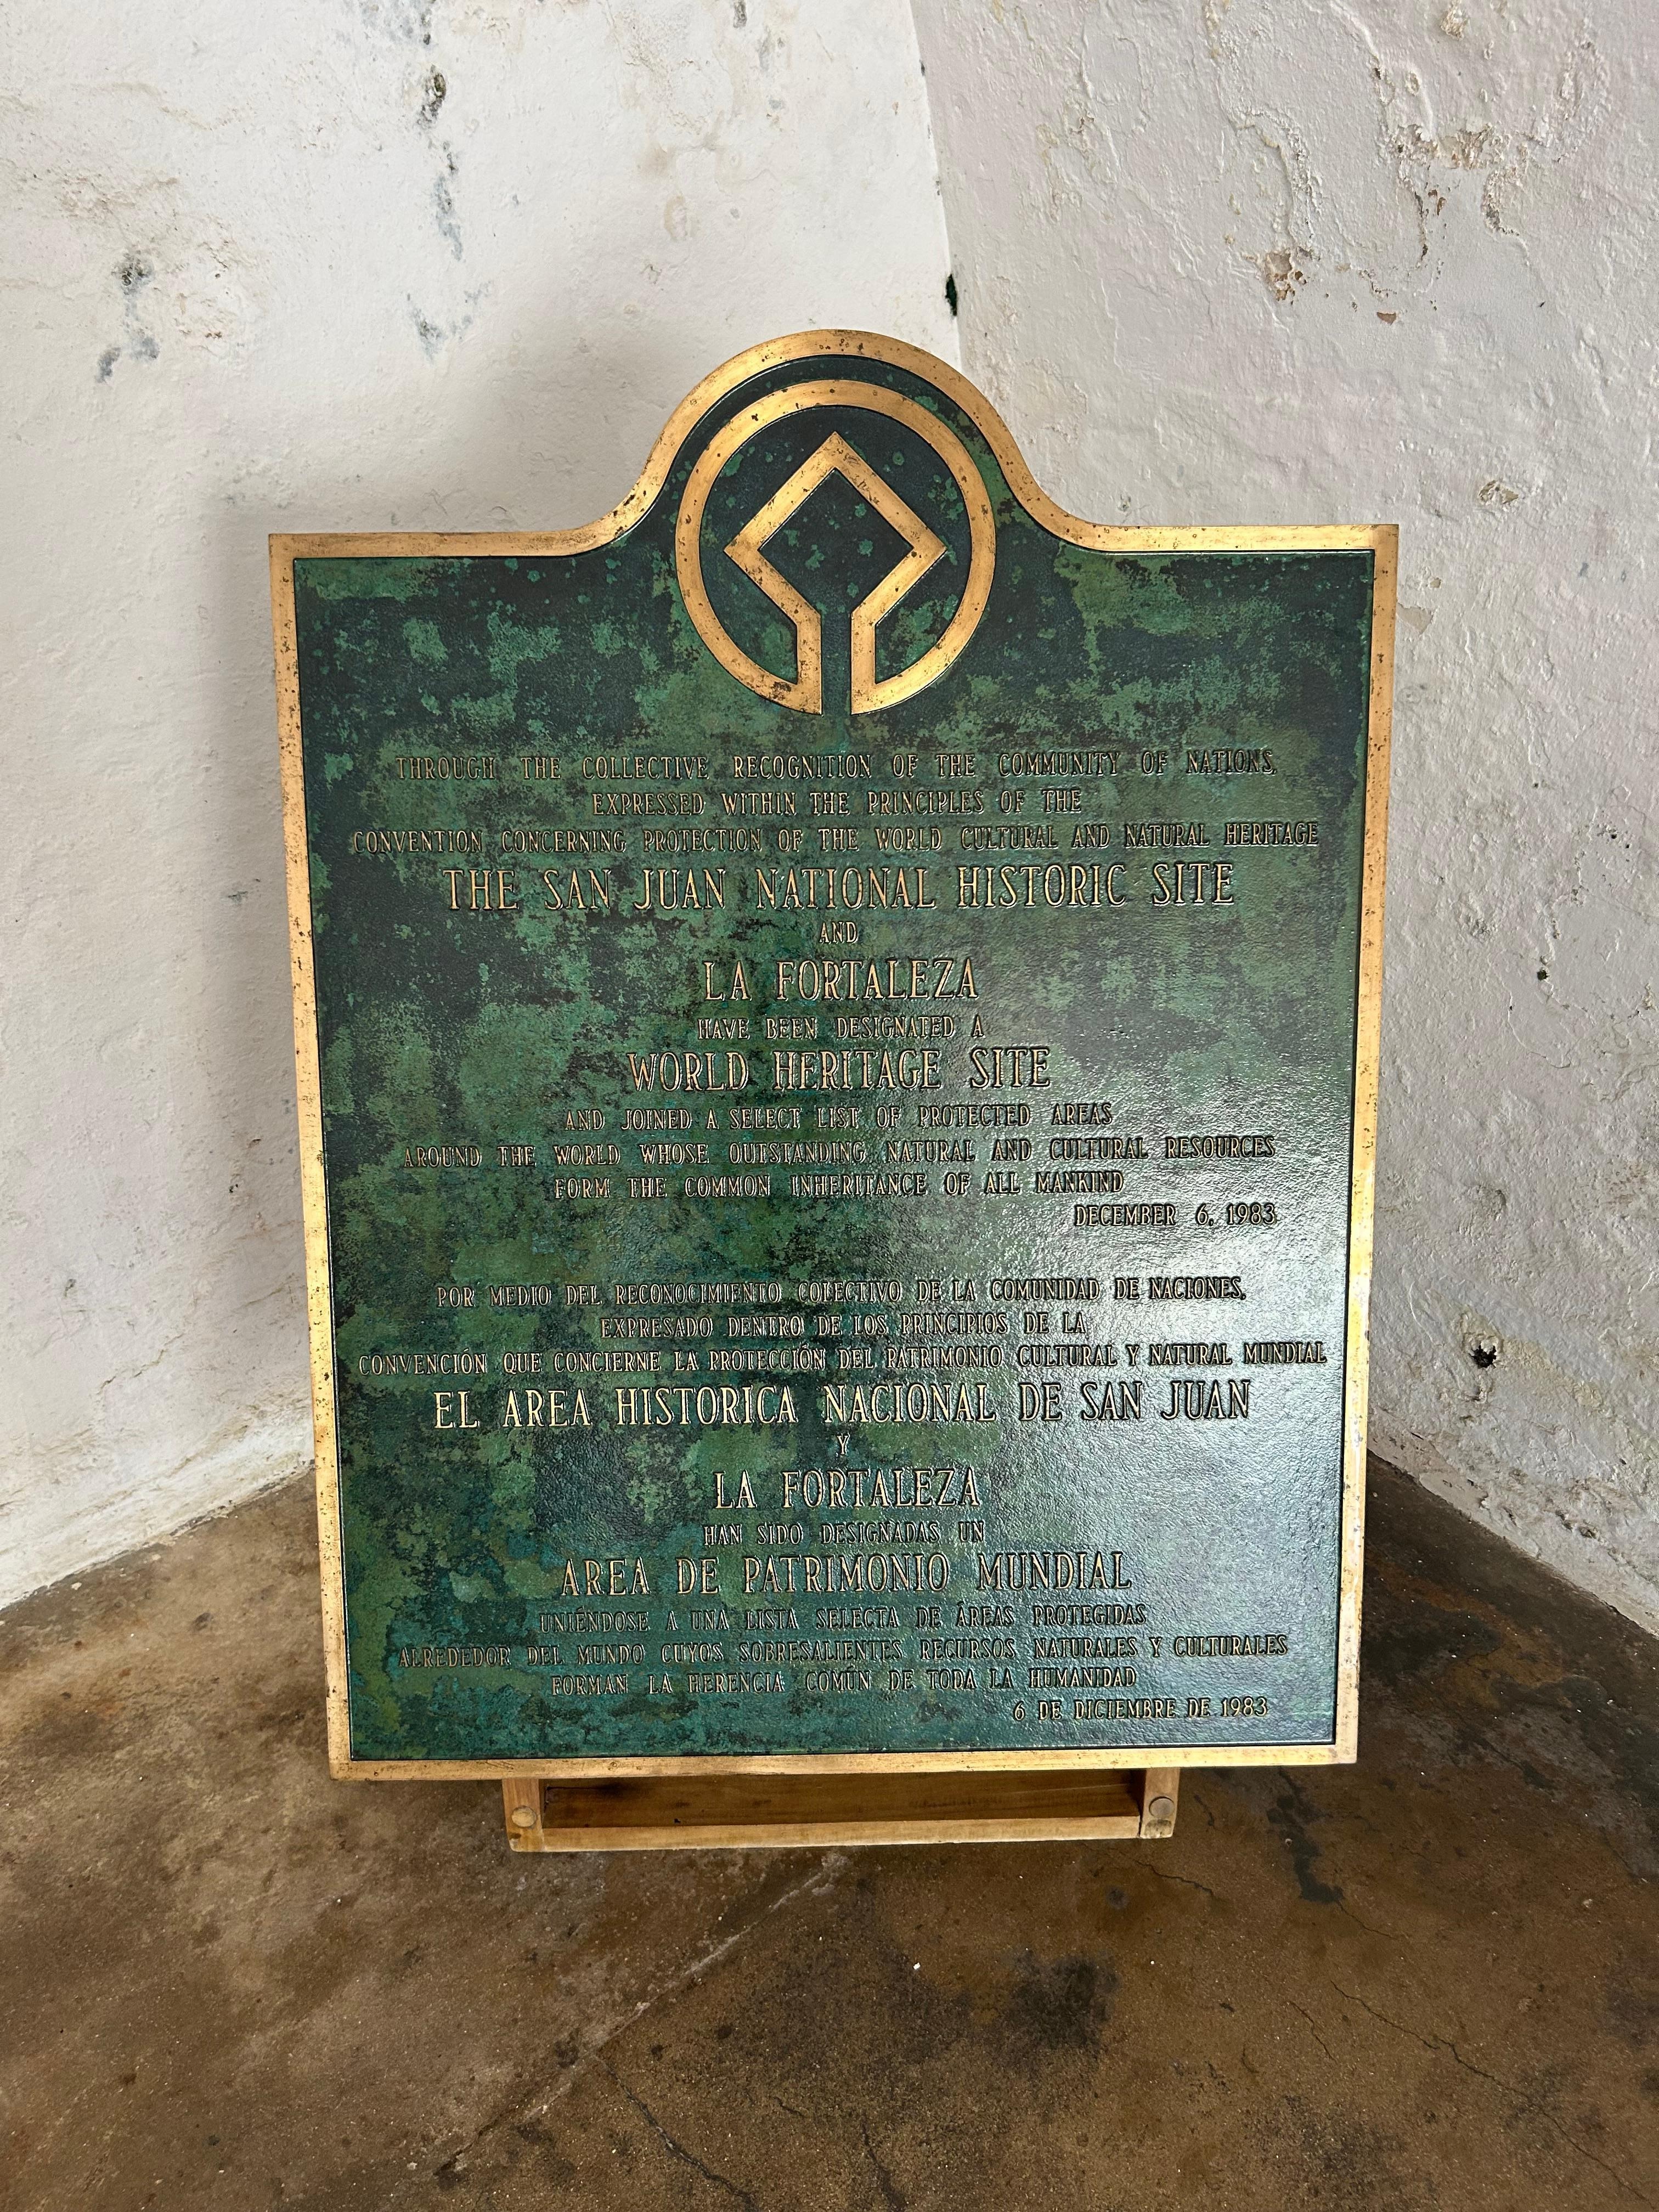 THROUGH THE COLLECTIVE RECOGNITION OF THE COMMUNITY OF NATIONS,
EXPRESSED WITHIN THE PRINCIPLES OF THE
CONVENTION CONCERNING PROTECTION OF THE WORLD CULTURAL AND NATURAL HERITAGE
THE SAN JUAN NATIONAL HISTORIC SITE
AND
LA FORTALEZA
HAVE BEEN DESIGNATED A
WORLD HERITAGE SITE
AND JOINED A SELECT LIST OF PROTECTED AREAS
AROUND THE WORLD WHOSE OUTSTANDING NATURAL AND CULTURAL RESOURCES
FORM THE COMMON INHERITANCE OF ALL MANKIND
DECEMBER 6, 1983
POR MEDIO DEL RECONOCIMIENTO COLECTIVO DE LA COMUNIDAD DE NACIONES,
EXPRESADO DENTRO DE LOS PRINCIPIOS DE LA
CONVENCIÓN QUE CONCIERNE LA PROTECCIÓN DEL PATRIMONIO CULTURAL Y NATURAL MUNDIAL
EL AREA HISTORICA NACIONAL DE SAN JUAN
Y
LA FORTALEZA
HAN SIDO DESIGNADAS UN
AREA DE PATRIMONIO MUNDIAL
UNIÉNDOSE A UNA LISTA SELECTA DE ÁREAS PROTEGIDAS
ALREDEDOR DEL MUNDO CUYOS SOBRESALIENTES RECURSOS NATURALES Y CULTURALES
FORMAN LA HERENCIA COMÚN DE TODA LA HUMANIDAD
6 DE DICIEMBRE DE 1983